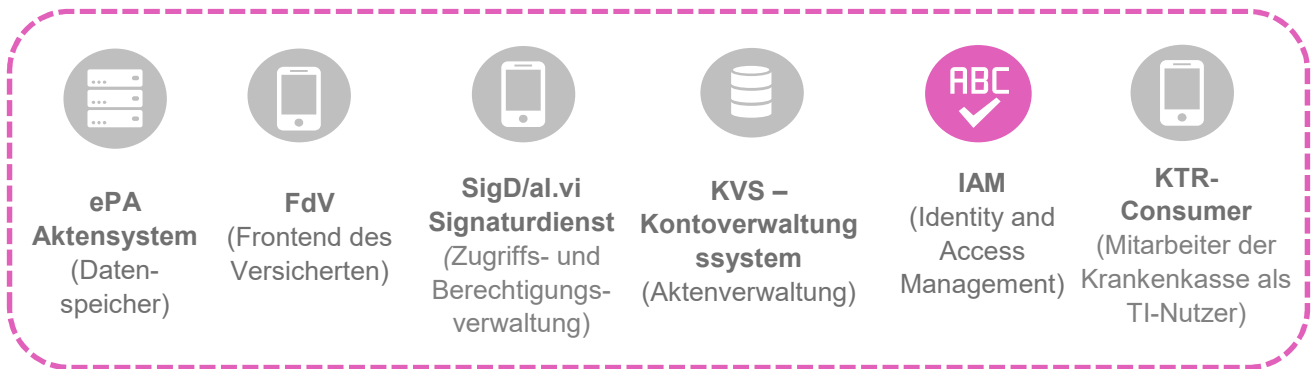 ABC
ePA
Aktensystem
(Daten-
speicher)
FdV
(Frontend des
Versicherten)
SigD/al.vi
Signaturdienst
(Zugriffs- und
Berechtigungs-
verwaltung)
KVS –
Kontoverwaltung
ssystem
(Aktenverwaltung)
IAM
(Identity and
Access
Management)
KTR-
Consumer
(Mitarbeiter der
Krankenkasse als
TI-Nutzer)